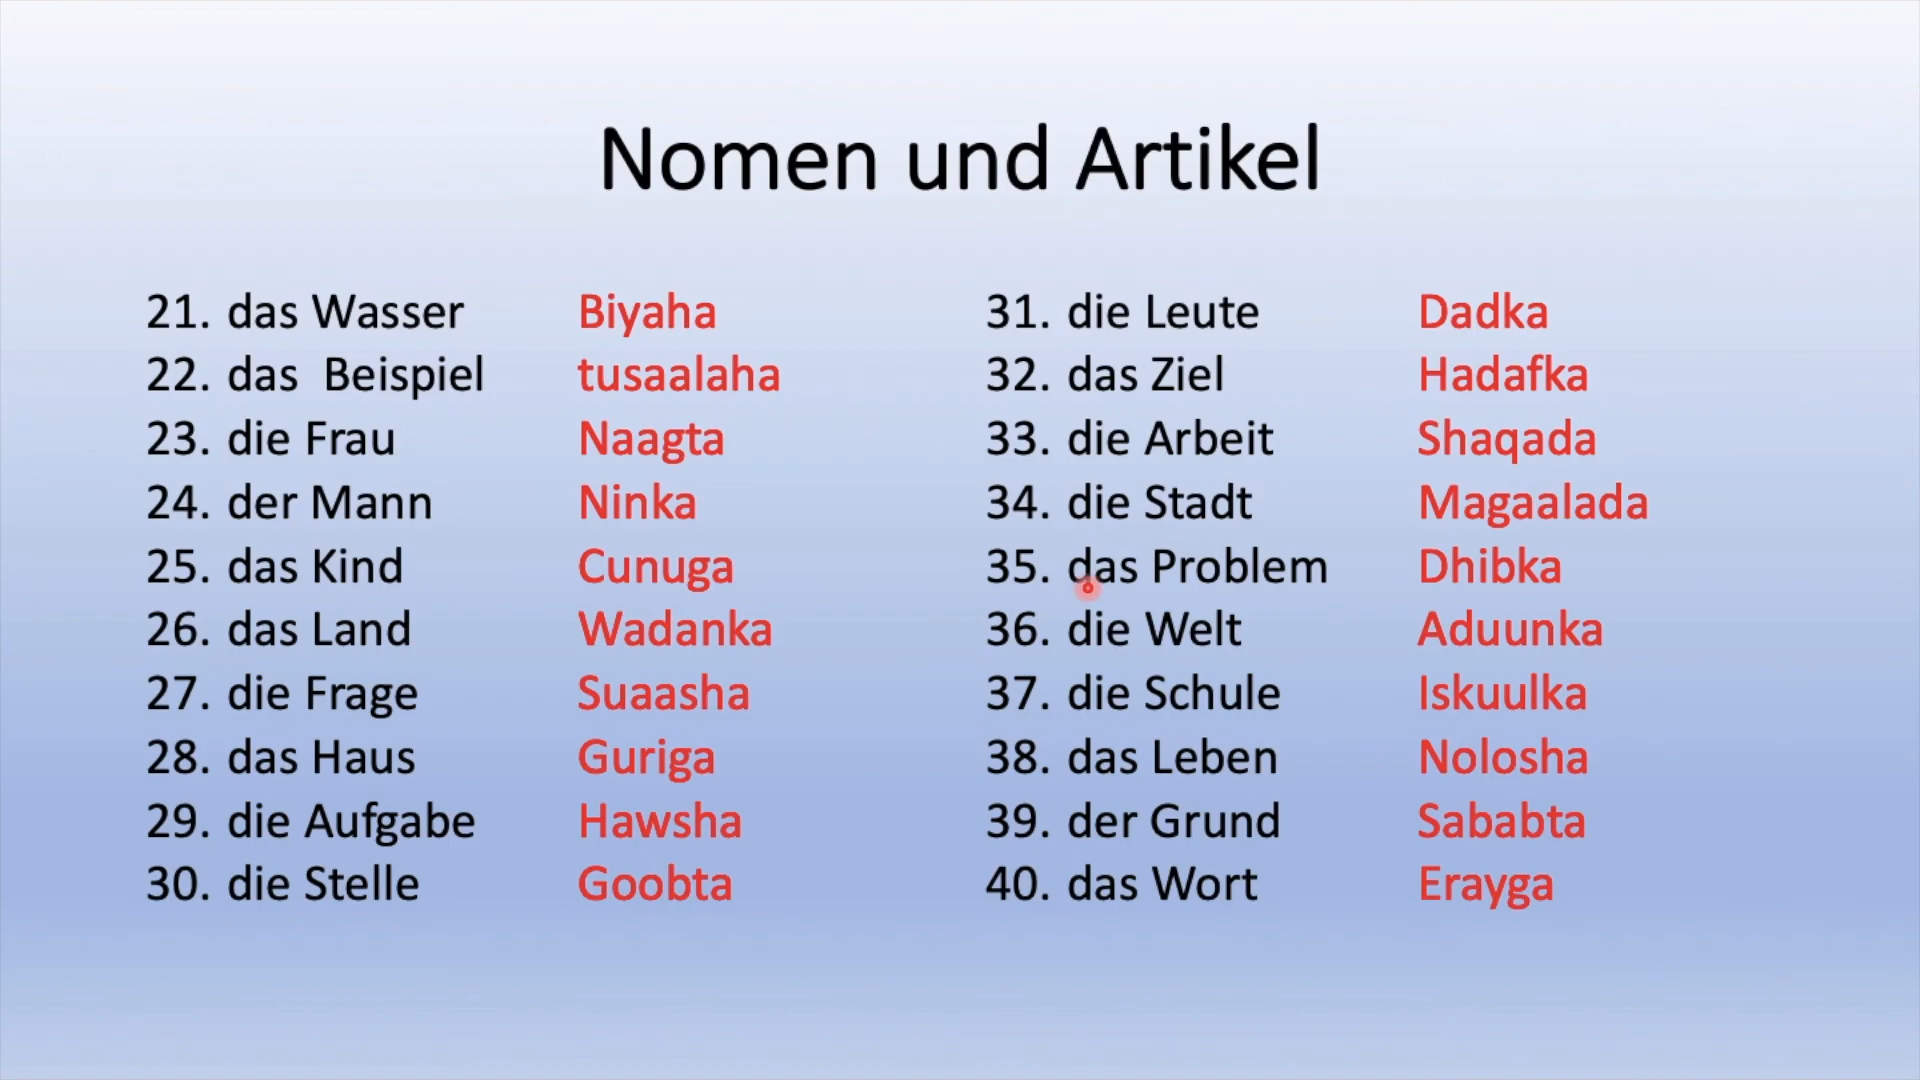 Nomen und Artikel
21. das Wasser Biyaha
22. das Beispiel tusaalaha
23. die Frau Naagta
24. der Mann Ninka
25. das Kind Cunuga
26. das Land Wadanka
27. die Frage Suaasha
28. das Haus Guriga
29. die Aufgabe Hawsha
30. die Stelle Goobta
31. die Leute Dadka
32. das Ziel Hadafka
33. die Arbeit Shaqada
34. die Stadt Magaalada
35. das Problem Dhibka
36. die Welt Aduunka
37. die Schule Iskuulka
38. das Leben Nolosha
39. der Grund Sababta
40. das Wort Erayga